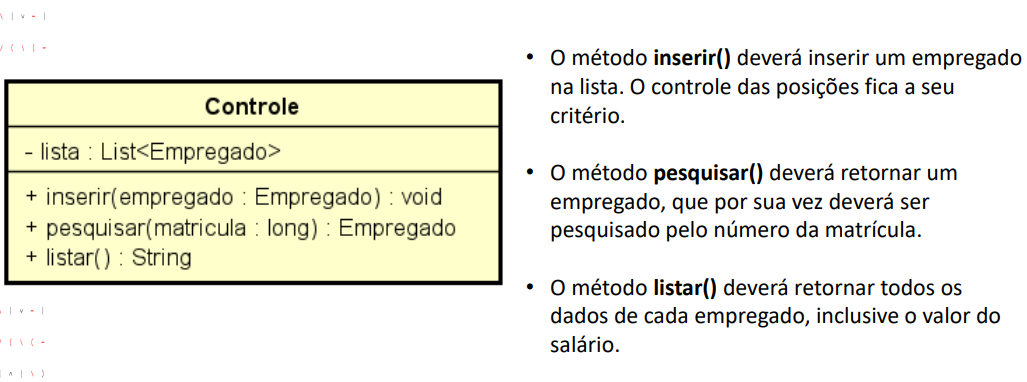 Controle
- lista : List<Empregado>
+ inserir(empregado : Empregado) : void
+ pesquisar(matricula : long) : Empregado
+ listar() : String
• O método inserir() deverá inserir um empregado
na lista. O controle das posições fica a seu
critério.
• O método pesquisar() deverá retornar um
empregado, que por sua vez deverá ser
pesquisado pelo número da matrícula.
• O método listar() deverá retornar todos os
dados de cada empregado, inclusive o valor do
salário.